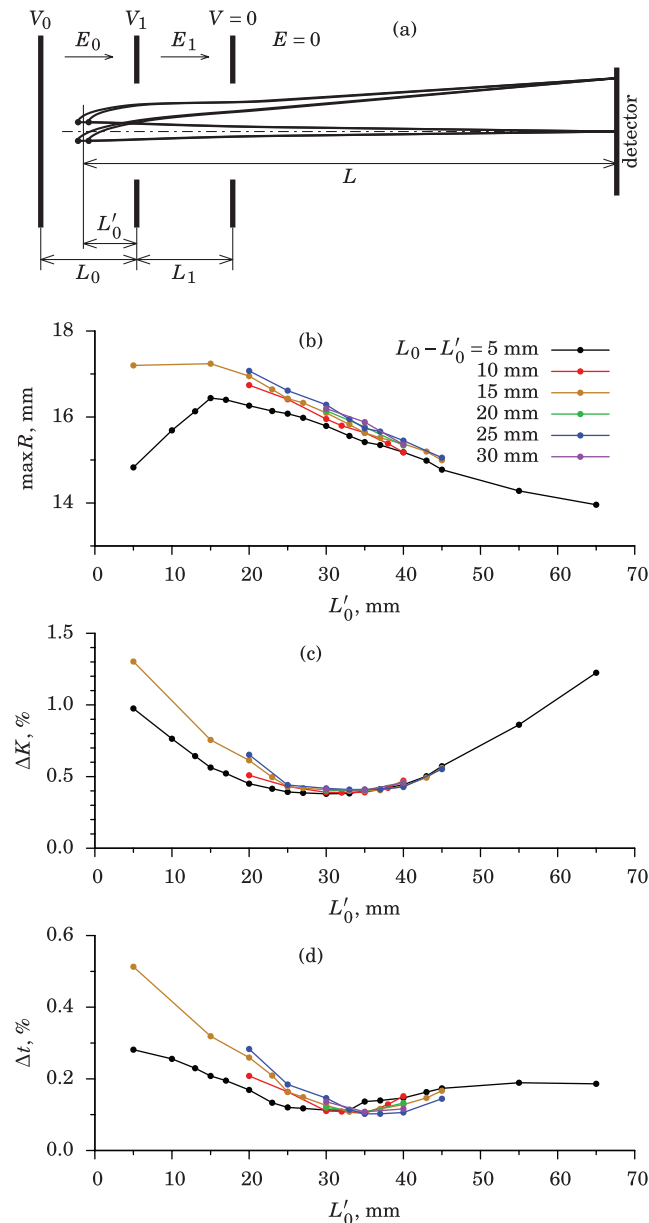 V₀ V₁ V = 0
E₀ E₁ E = 0 (a)
detector
L
L′₀
L₀ L₁
(b)
18
16
14
max R, mm
L₀ – L′₀ = 5 mm
10 mm
15 mm
20 mm
25 mm
30 mm
0 10 20 30 40 50 60 70
L′₀, mm
(c)
1.5
1.0
0.5
0.0
ΔK, %
0 10 20 30 40 50 60 70
L′₀, mm
(d)
0.6
0.4
0.2
0.0
Δt, %
0 10 20 30 40 50 60 70
L′₀, mm